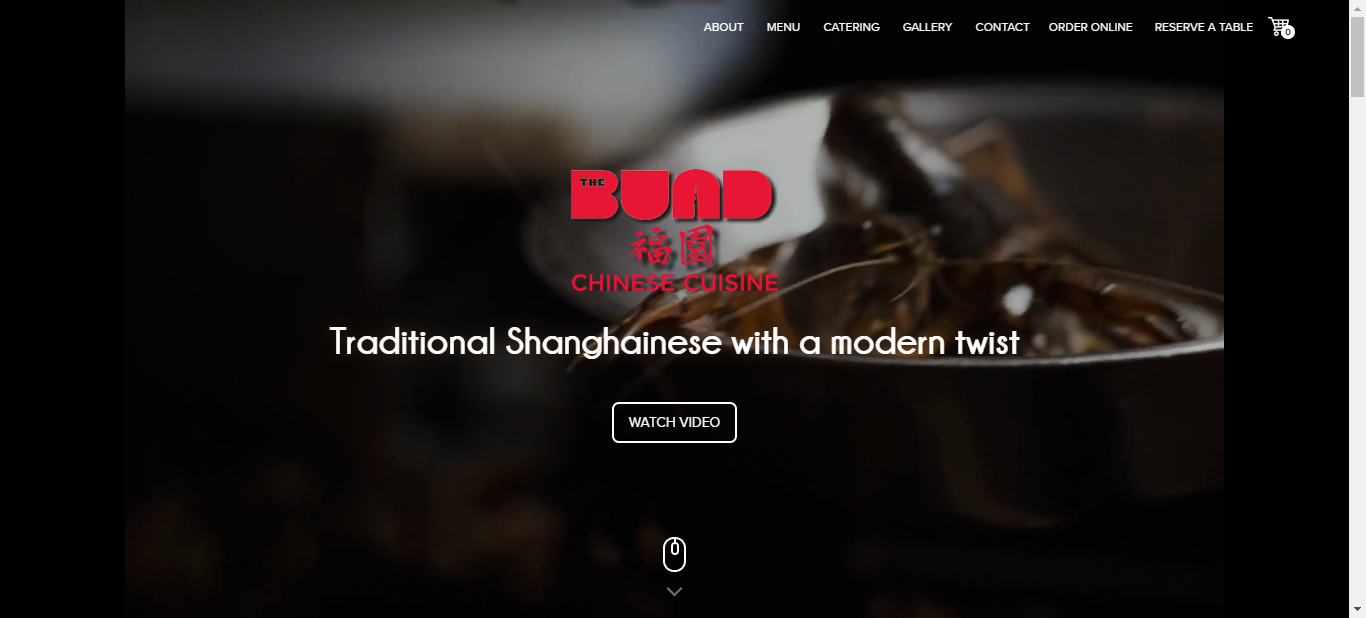 ABOUT MENU CATERING GALLERY CONTACT ORDER ONLINE RESERVE A TABLE
0
THE
BUND
福園
CHINESE CUISINE
Traditional Shanghainese with a modern twist
WATCH VIDEO